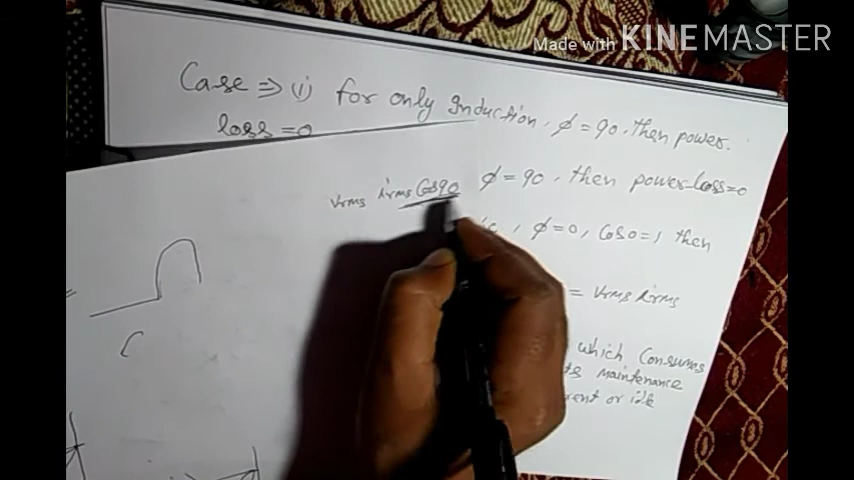 Made with KINEMASTER
Case ⇒ (i) for only Induction, φ = 90, then power.
loss = 0
Vrms irms Cos90 φ = 90, then power loss = 0
, φ = 0, Cos0 = 1 then
= Vrms irms
which Consums
maintenance
rent or idle
C